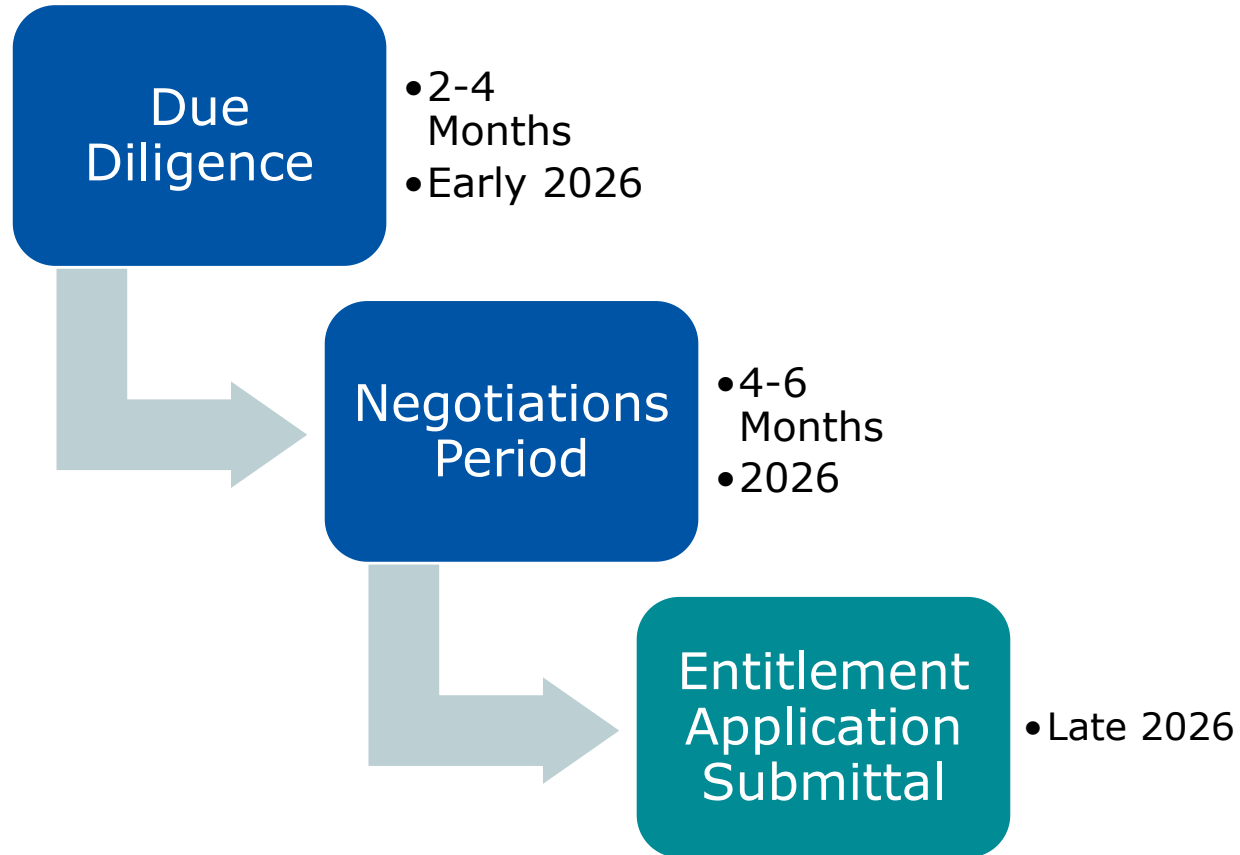 Due
Diligence
•2-4
Months
•Early 2026
Negotiations
Period
•4-6
Months
•2026
Entitlement
Application
Submittal
•Late 2026